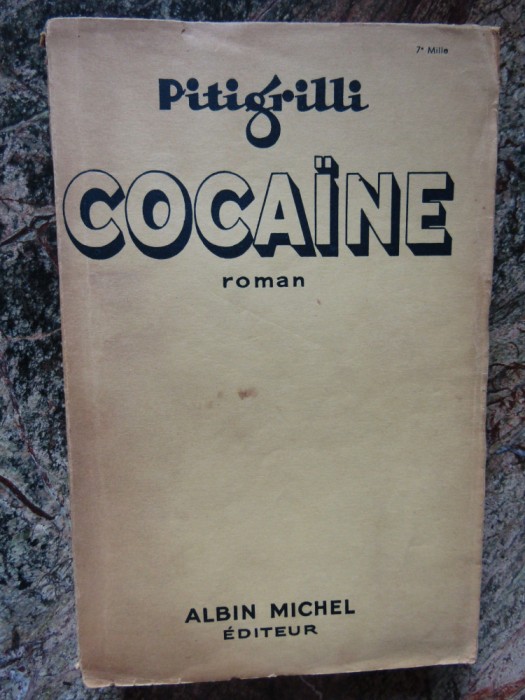 7e Mille
Pitigrilli
COCAÏNE
roman
ALBIN MICHEL
ÉDITEUR